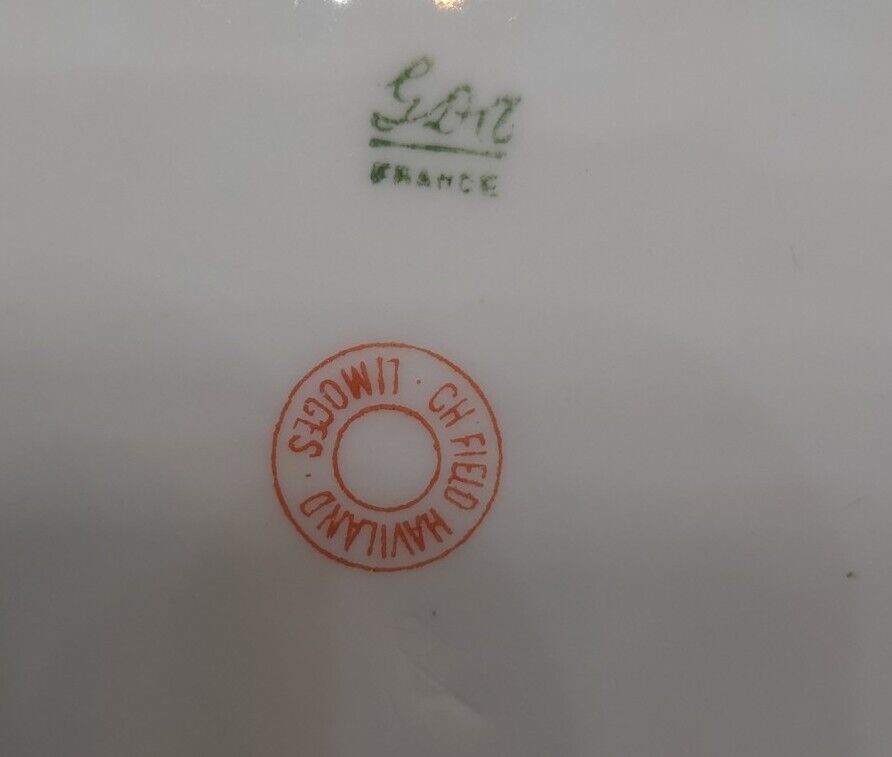 GDA
FRANCE
CH FIELD HAVILAND · LIMOGES ·